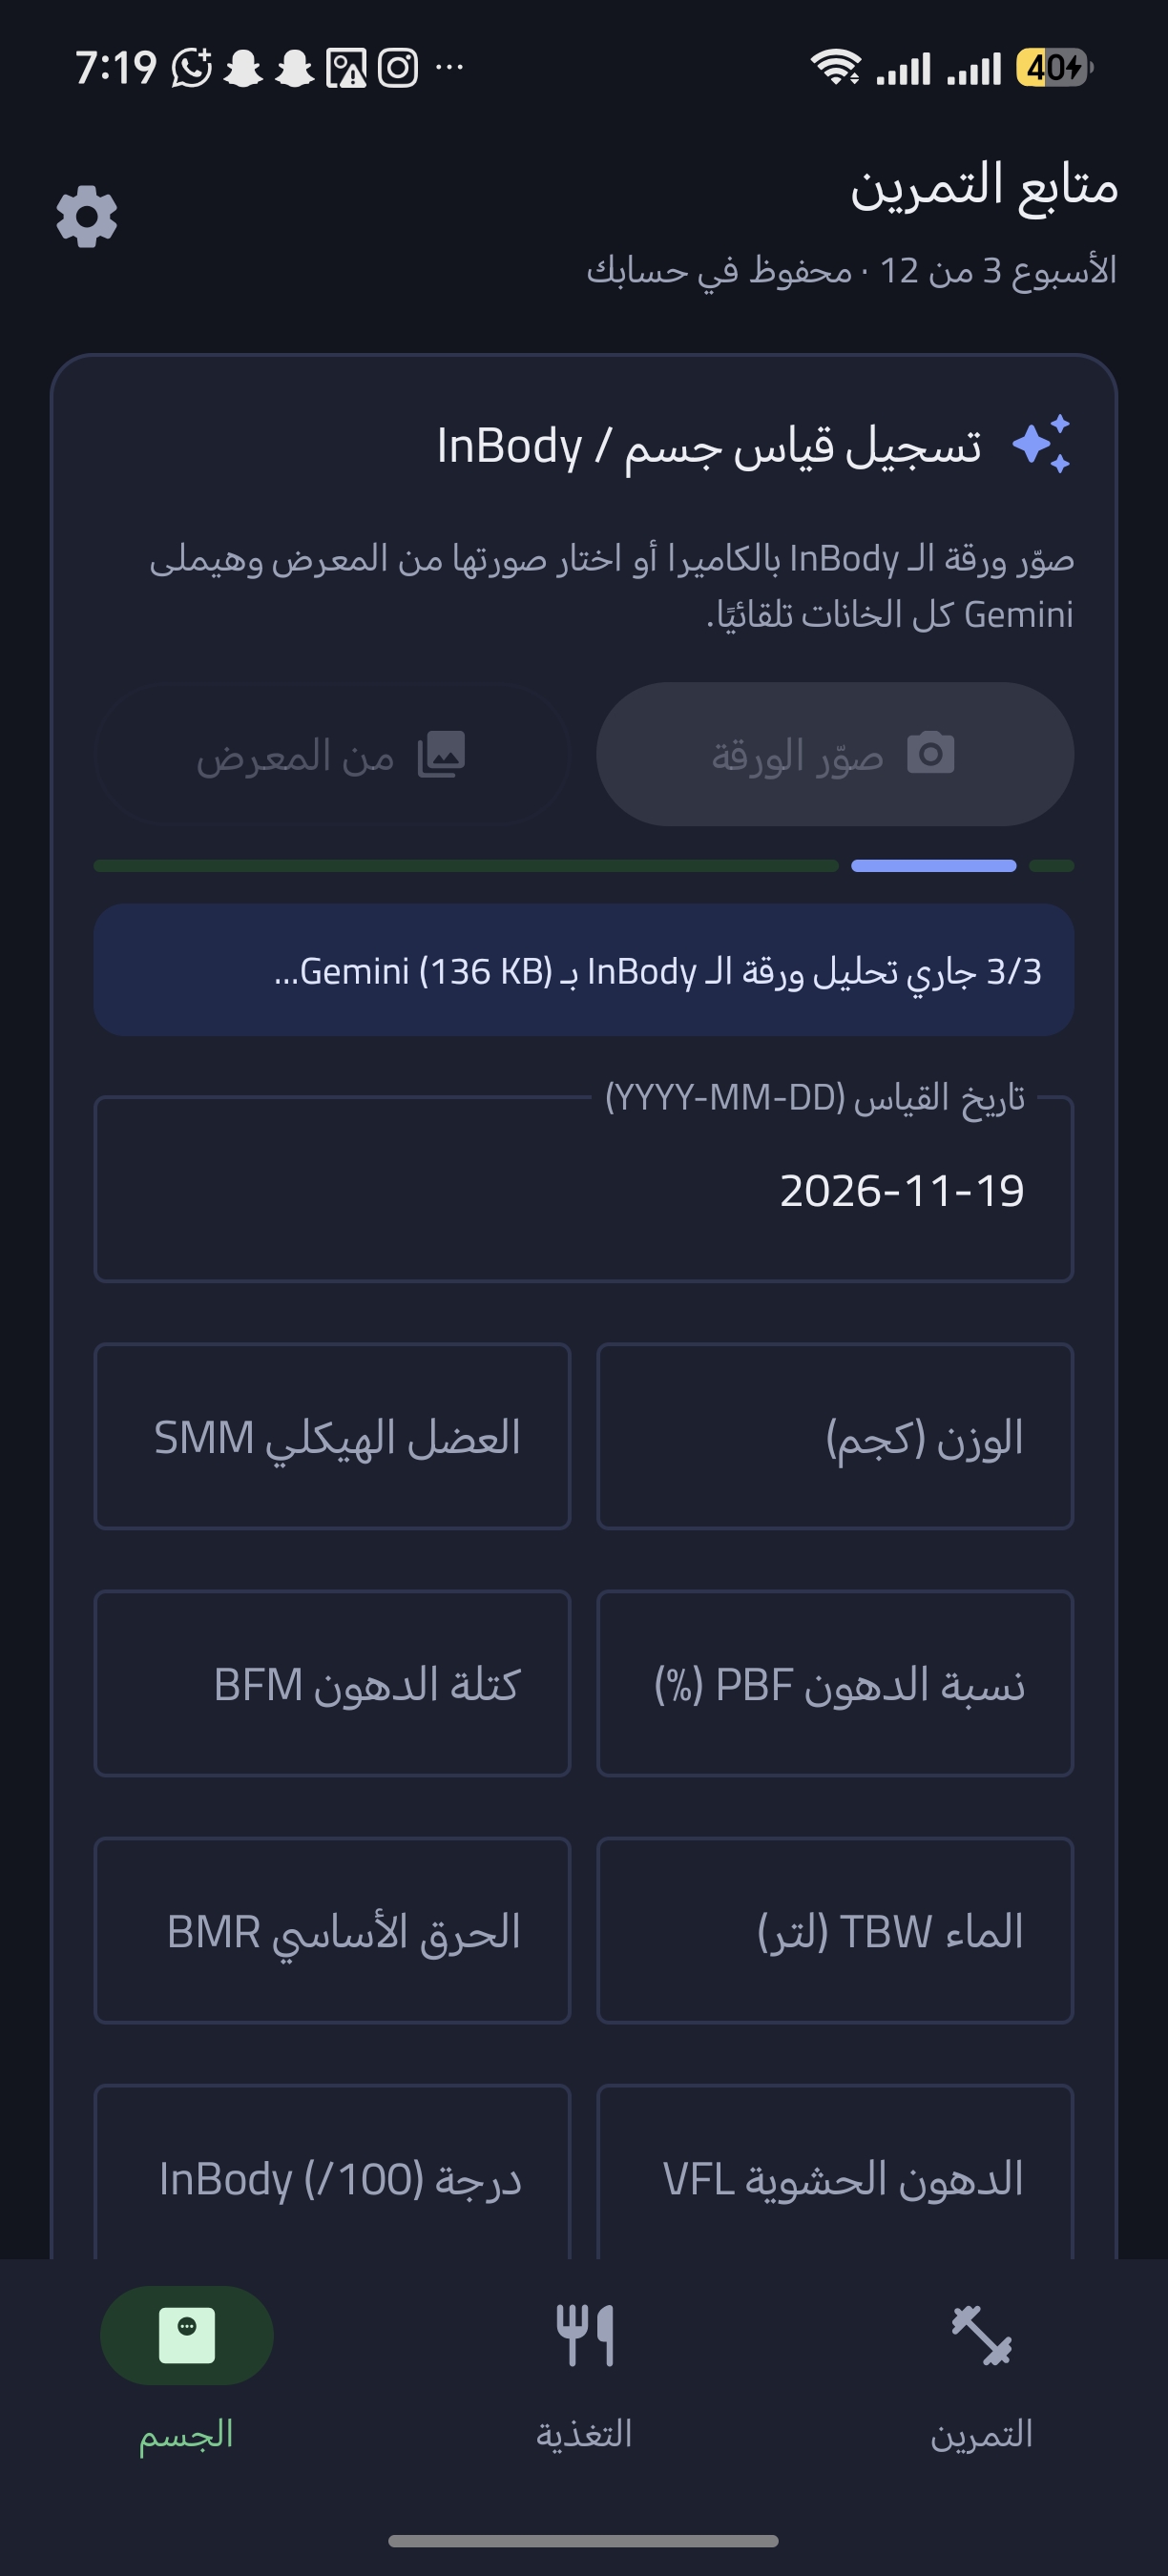 7:19
40
متابع التمرين
الأسبوع 3 من 12 · محفوظ في حسابك
تسجيل قياس جسم / InBody
صوّر ورقة الـ InBody بالكاميرا أو اختار صورتها من المعرض وهيملى
Gemini كل الخانات تلقائيًا.
صوّر الورقة
من المعرض
3/3 جاري تحليل ورقة الـ InBody بـ Gemini (136 KB)...
تاريخ القياس (YYYY-MM-DD)
2026-11-19
الوزن (كجم)
العضل الهيكلي SMM
نسبة الدهون PBF (%)
كتلة الدهون BFM
الماء TBW (لتر)
الحرق الأساسي BMR
الدهون الحشوية VFL
درجة InBody (/100)
التمرين
التغذية
الجسم